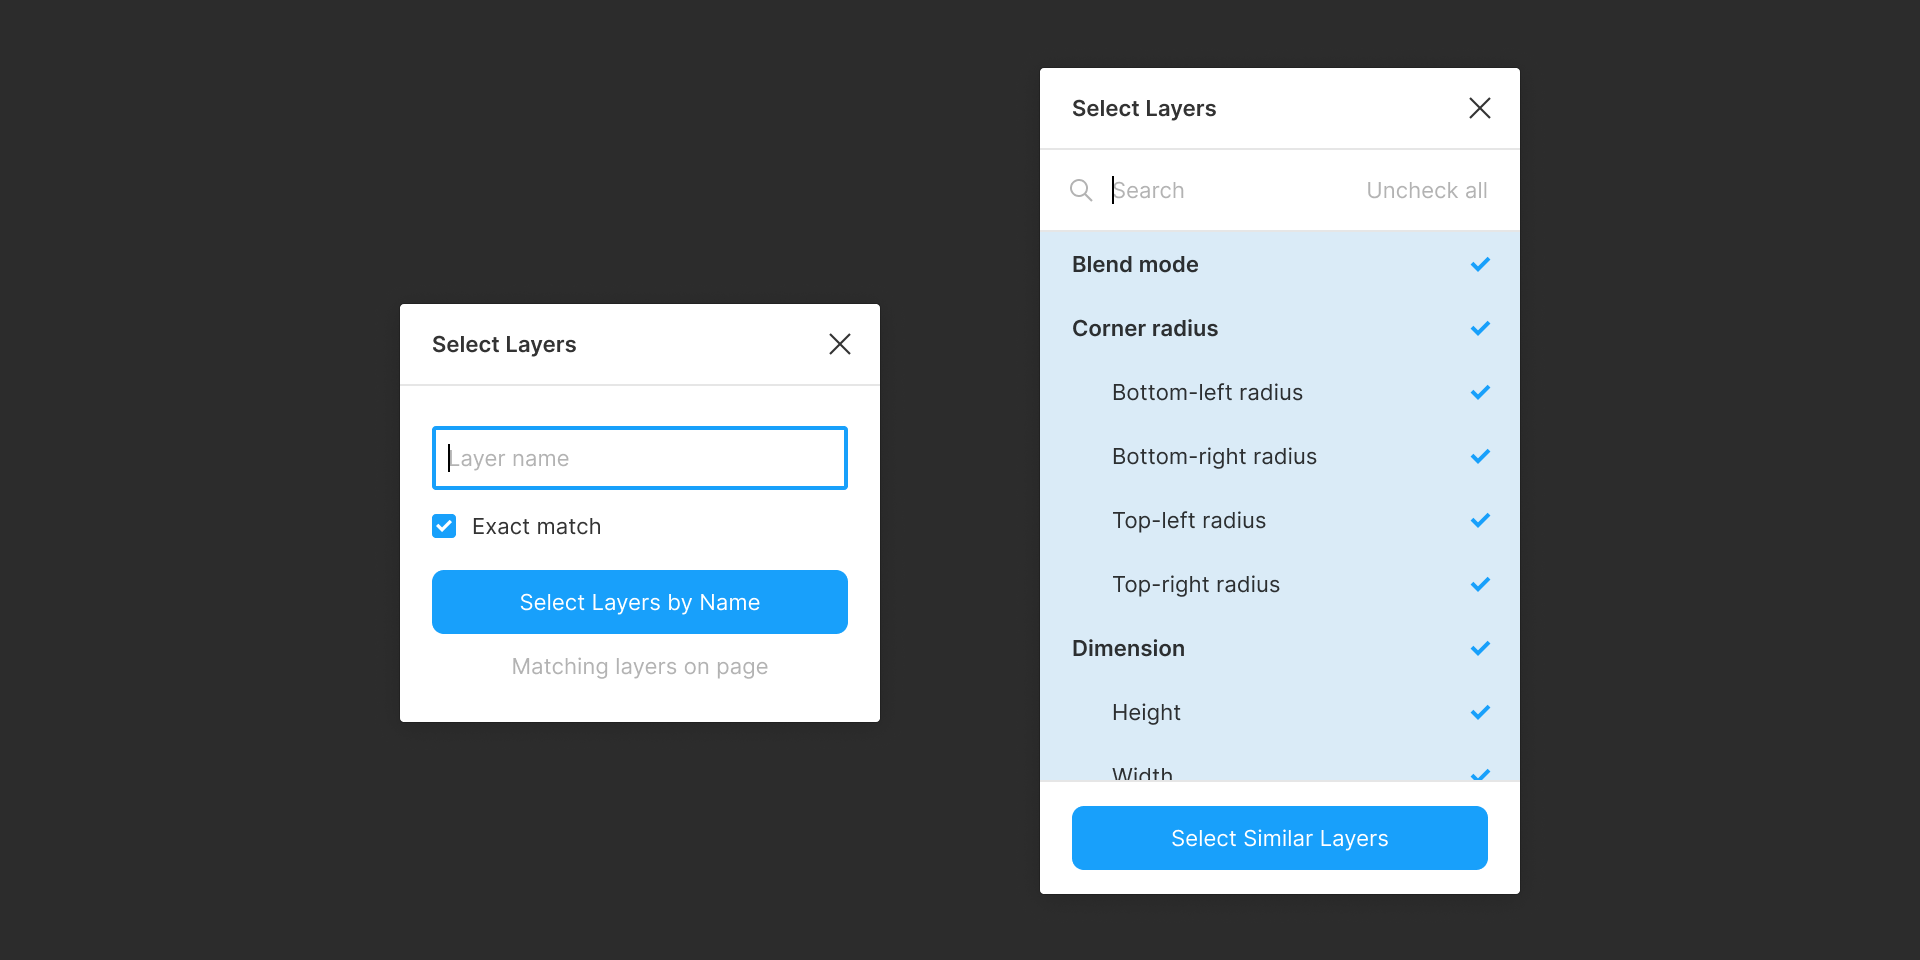 Select Layers
Layer name
Exact match
Select Layers by Name
Matching layers on page
Select Layers
Search
Uncheck all
Blend mode
Corner radius
Bottom-left radius
Bottom-right radius
Top-left radius
Top-right radius
Dimension
Height
Width
Select Similar Layers